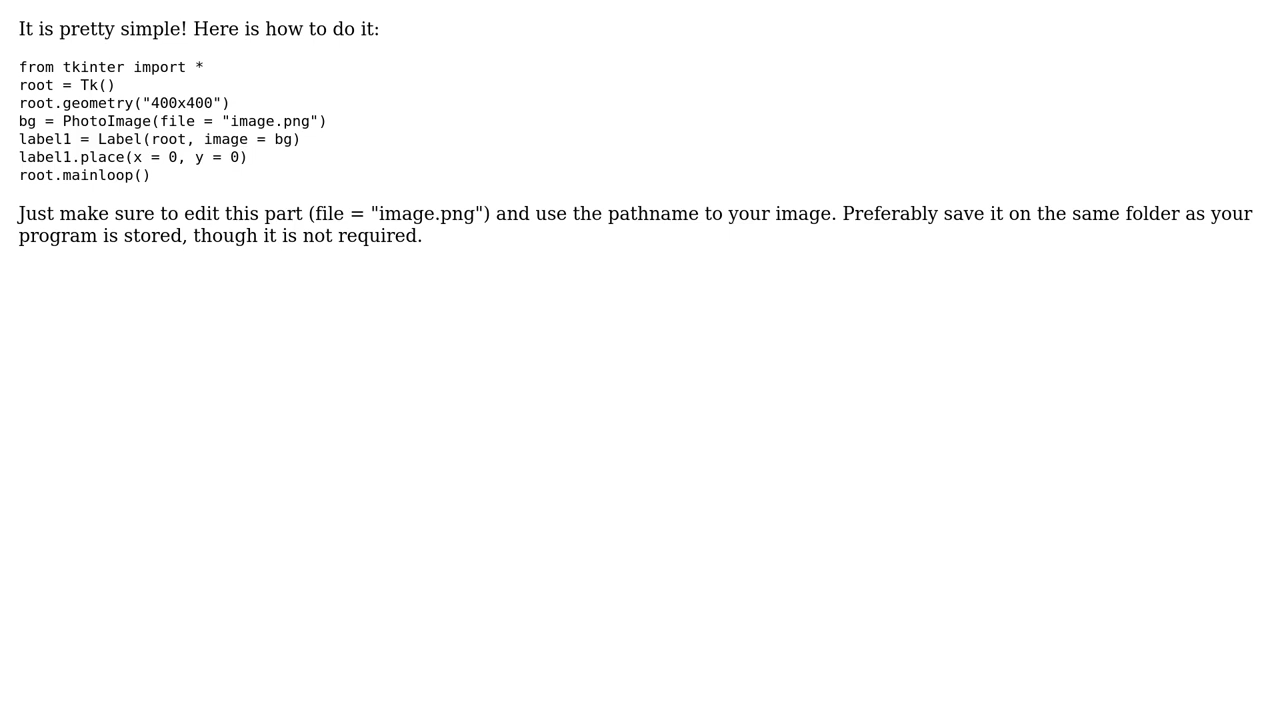 It is pretty simple! Here is how to do it:
from tkinter import *
root = Tk()
root.geometry("400x400")
bg = PhotoImage(file = "image.png")
label1 = Label(root, image = bg)
label1.place(x = 0, y = 0)
root.mainloop()
Just make sure to edit this part (file = "image.png") and use the pathname to your image. Preferably save it on the same folder as your
program is stored, though it is not required.